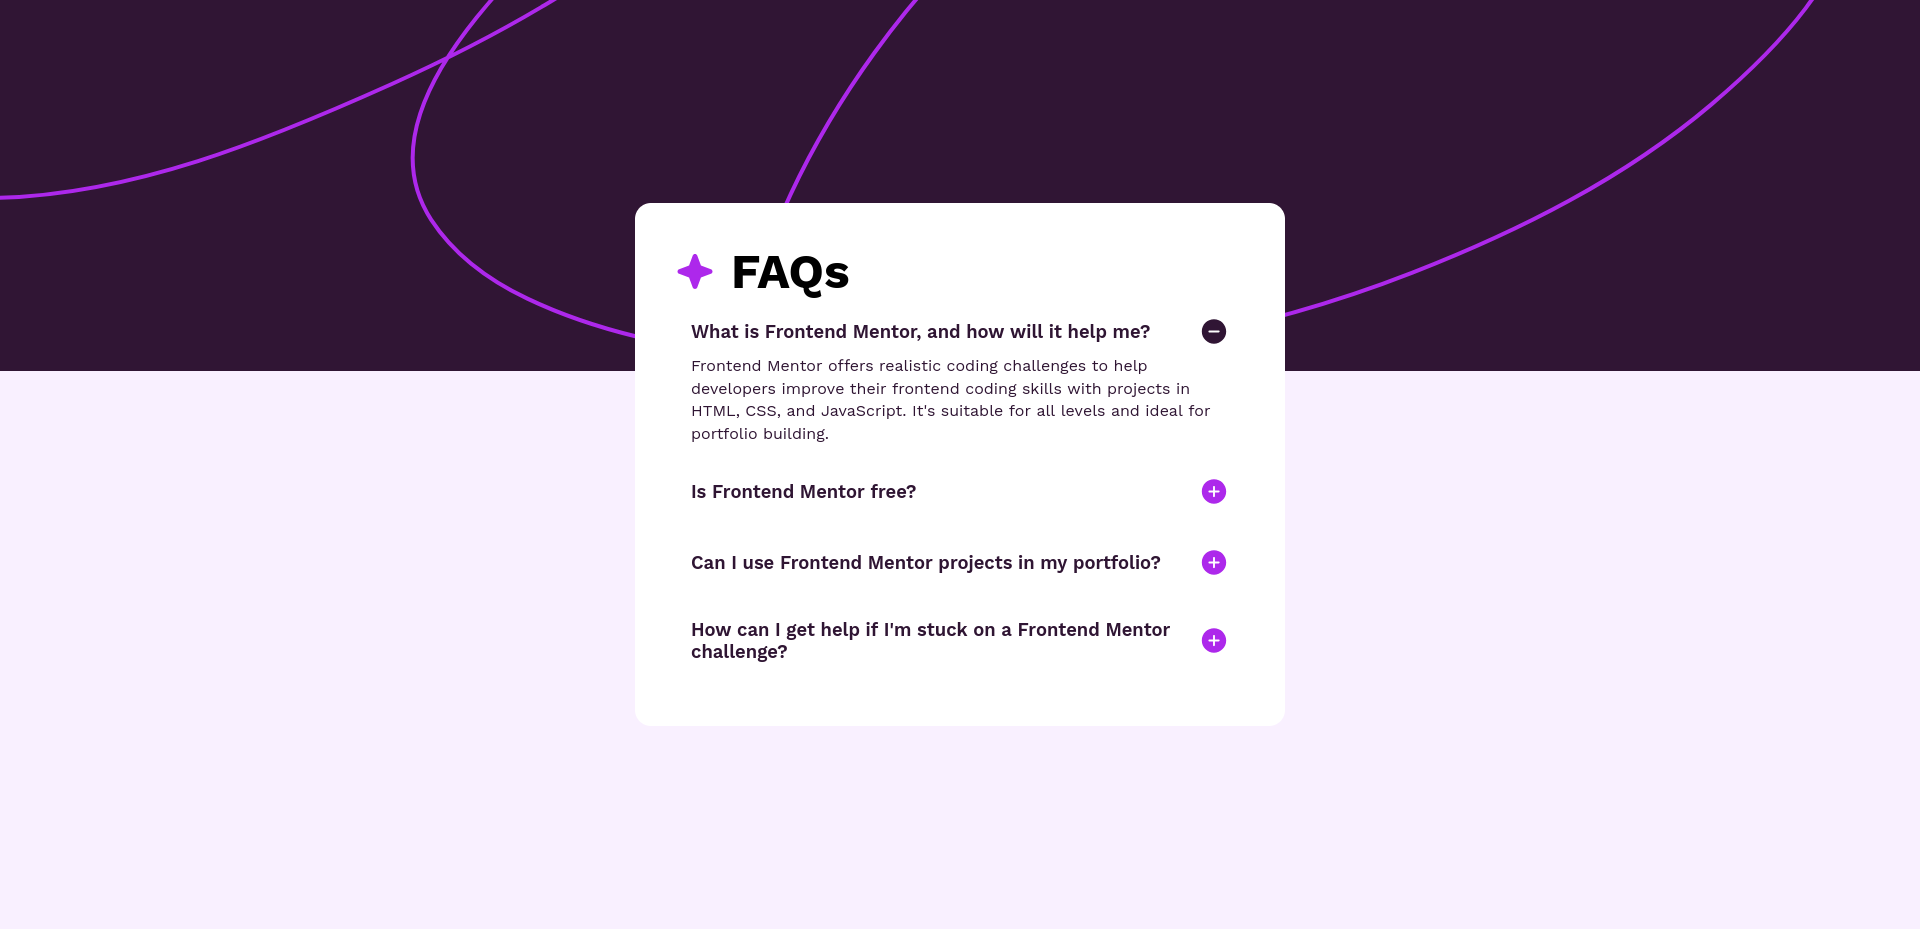 FAQs
What is Frontend Mentor, and how will it help me?
Frontend Mentor offers realistic coding challenges to help
developers improve their frontend coding skills with projects in
HTML, CSS, and JavaScript. It's suitable for all levels and ideal for
portfolio building.
Is Frontend Mentor free?
Can I use Frontend Mentor projects in my portfolio?
How can I get help if I'm stuck on a Frontend Mentor
challenge?